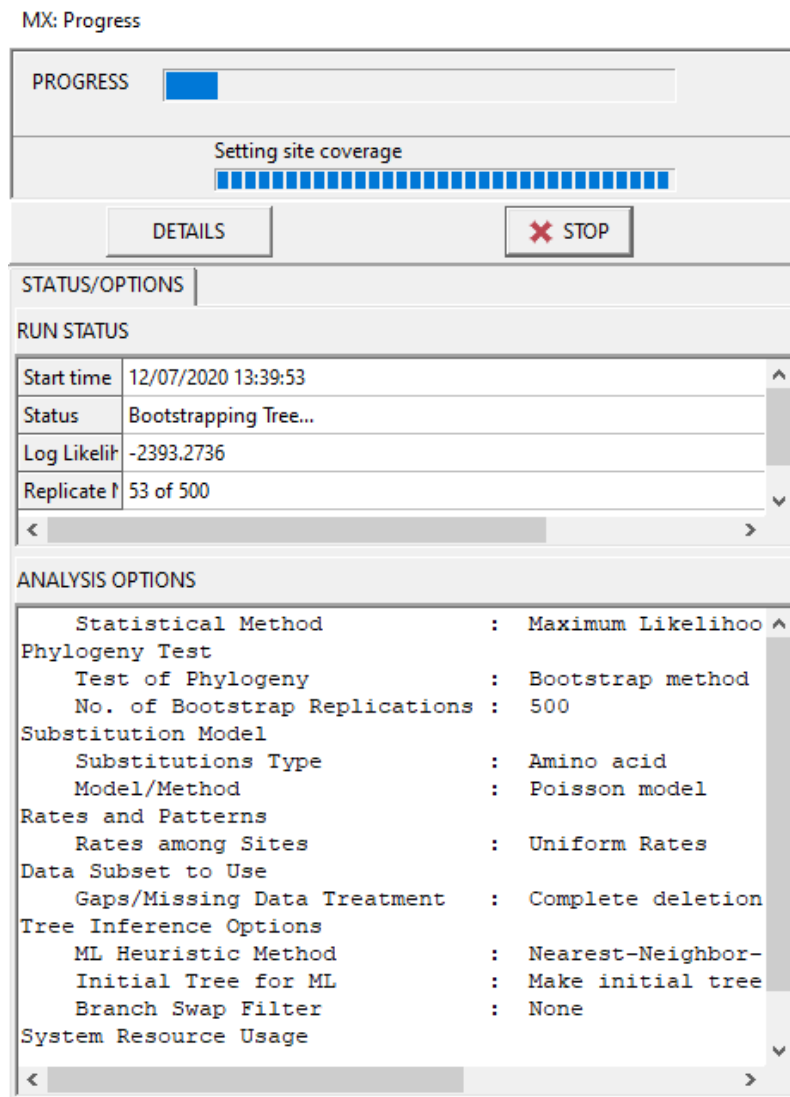 MX: Progress
PROGRESS
Setting site coverage
DETAILS STOP
STATUS/OPTIONS
RUN STATUS
Start time 12/07/2020 13:39:53
Status Bootstrapping Tree...
Log Likelih -2393.2736
Replicate N 53 of 500
ANALYSIS OPTIONS
Statistical Method : Maximum Likelihoo
Phylogeny Test
Test of Phylogeny : Bootstrap method
No. of Bootstrap Replications : 500
Substitution Model
Substitutions Type : Amino acid
Model/Method : Poisson model
Rates and Patterns
Rates among Sites : Uniform Rates
Data Subset to Use
Gaps/Missing Data Treatment : Complete deletion
Tree Inference Options
ML Heuristic Method : Nearest-Neighbor-
Initial Tree for ML : Make initial tree
Branch Swap Filter : None
System Resource Usage